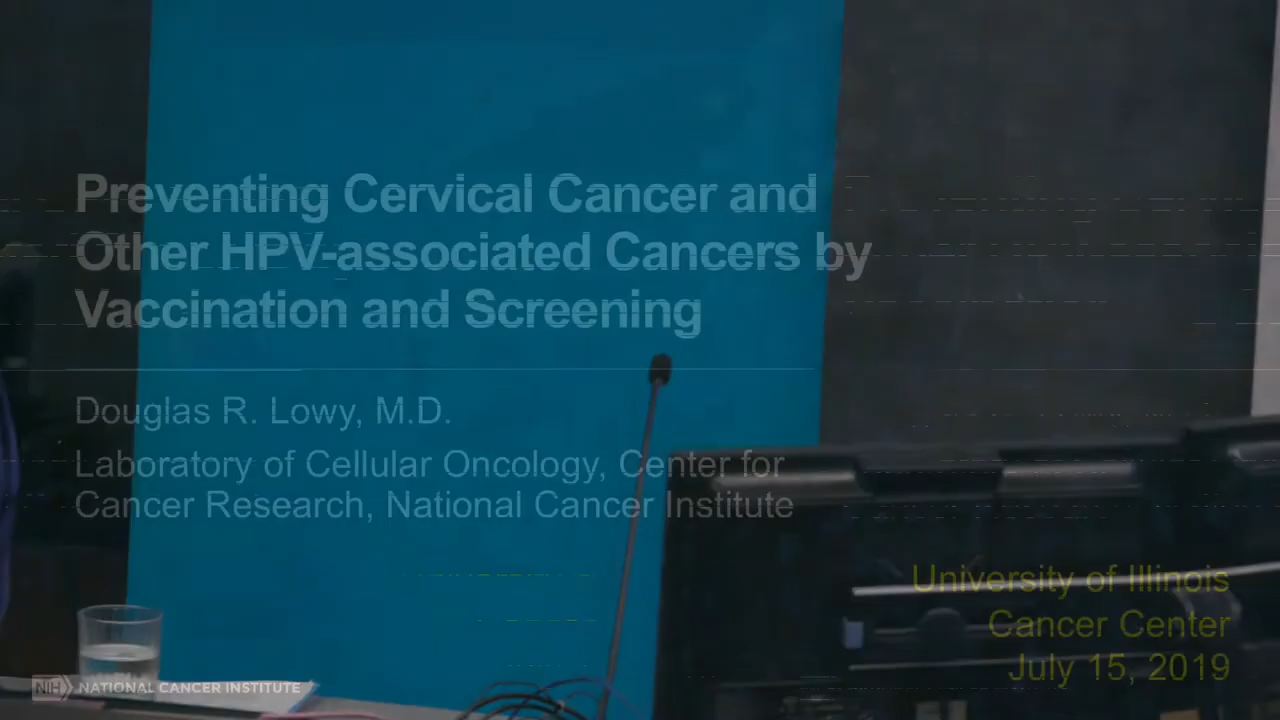 Preventing Cervical Cancer and
Other HPV-associated Cancers by
Vaccination and Screening
Douglas R. Lowy, M.D.
Laboratory of Cellular Oncology, Center for
Cancer Research, National Cancer Institute
University of Illinois
Cancer Center
July 15, 2019
NIH NATIONAL CANCER INSTITUTE